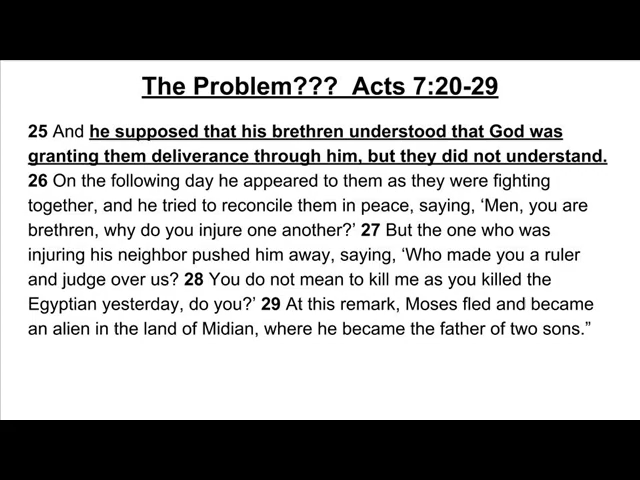 The Problem??? Acts 7:20-29
25 And he supposed that his brethren understood that God was
granting them deliverance through him, but they did not understand.
26 On the following day he appeared to them as they were fighting
together, and he tried to reconcile them in peace, saying, ‘Men, you are
brethren, why do you injure one another?’ 27 But the one who was
injuring his neighbor pushed him away, saying, ‘Who made you a ruler
and judge over us? 28 You do not mean to kill me as you killed the
Egyptian yesterday, do you?’ 29 At this remark, Moses fled and became
an alien in the land of Midian, where he became the father of two sons.”